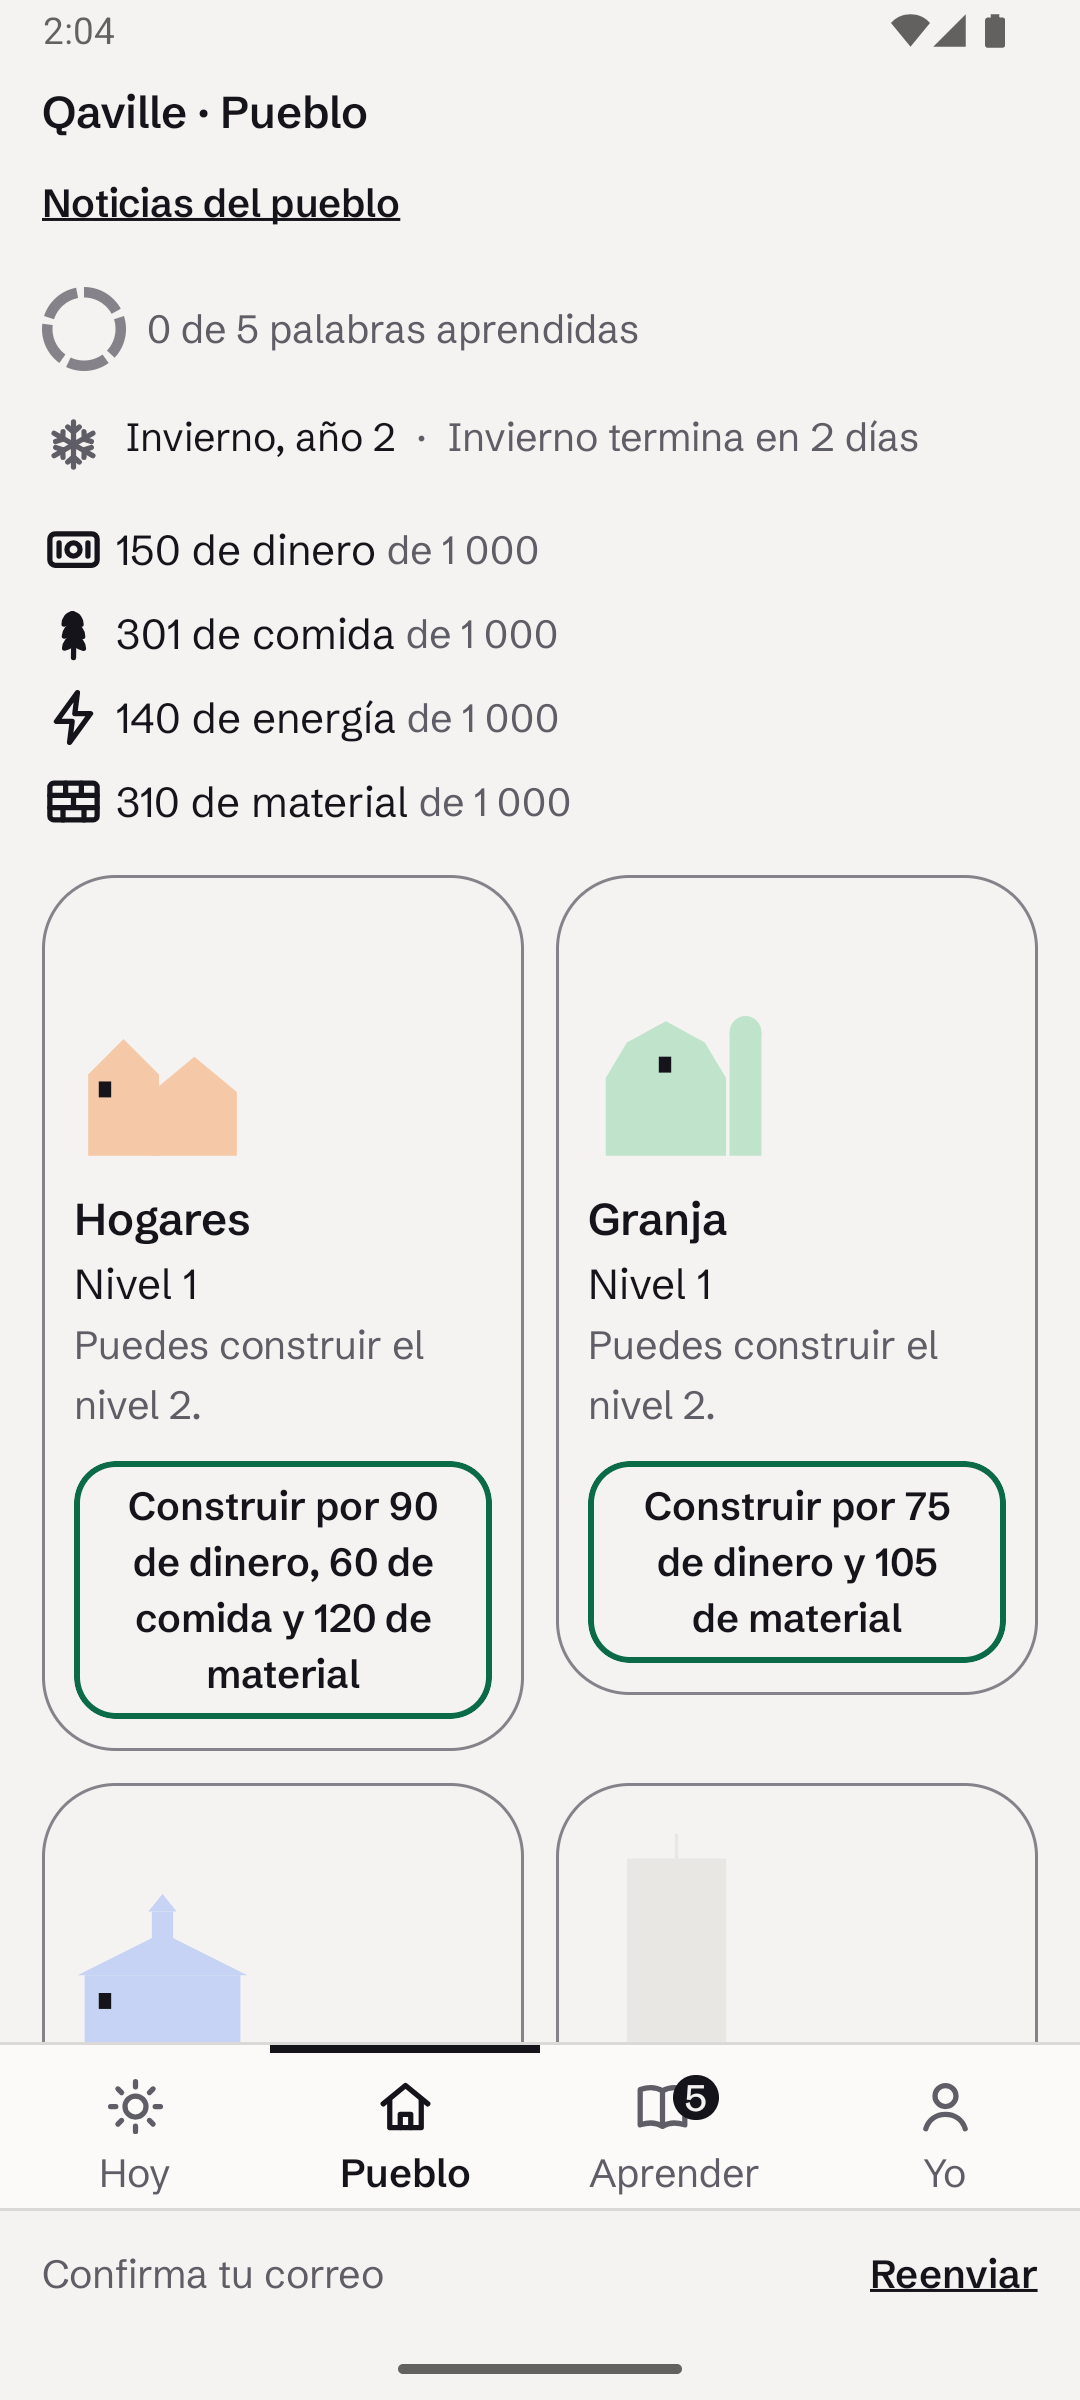 2:04
Qaville · Pueblo
Noticias del pueblo
0 de 5 palabras aprendidas
Invierno, año 2 · Invierno termina en 2 días
150 de dinero de 1 000
301 de comida de 1 000
140 de energía de 1 000
310 de material de 1 000
Hogares
Nivel 1
Puedes construir el
nivel 2.
Construir por 90
de dinero, 60 de
comida y 120 de
material
Granja
Nivel 1
Puedes construir el
nivel 2.
Construir por 75
de dinero y 105
de material
Hoy
Pueblo
5
Aprender
Yo
Confirma tu correo
Reenviar